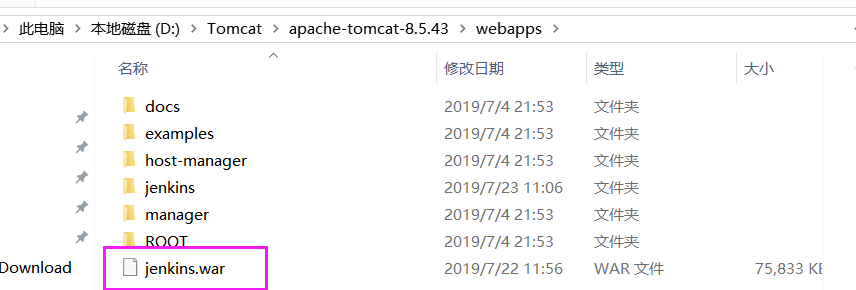 此电脑 › 本地磁盘 (D:) › Tomcat › apache-tomcat-8.5.43 › webapps ›
名称 修改日期 类型 大小
docs 2019/7/4 21:53 文件夹
examples 2019/7/4 21:53 文件夹
host-manager 2019/7/4 21:53 文件夹
jenkins 2019/7/23 11:06 文件夹
manager 2019/7/4 21:53 文件夹
ROOT 2019/7/4 21:53 文件夹
Download jenkins.war 2019/7/22 11:56 WAR 文件 75,833 KB